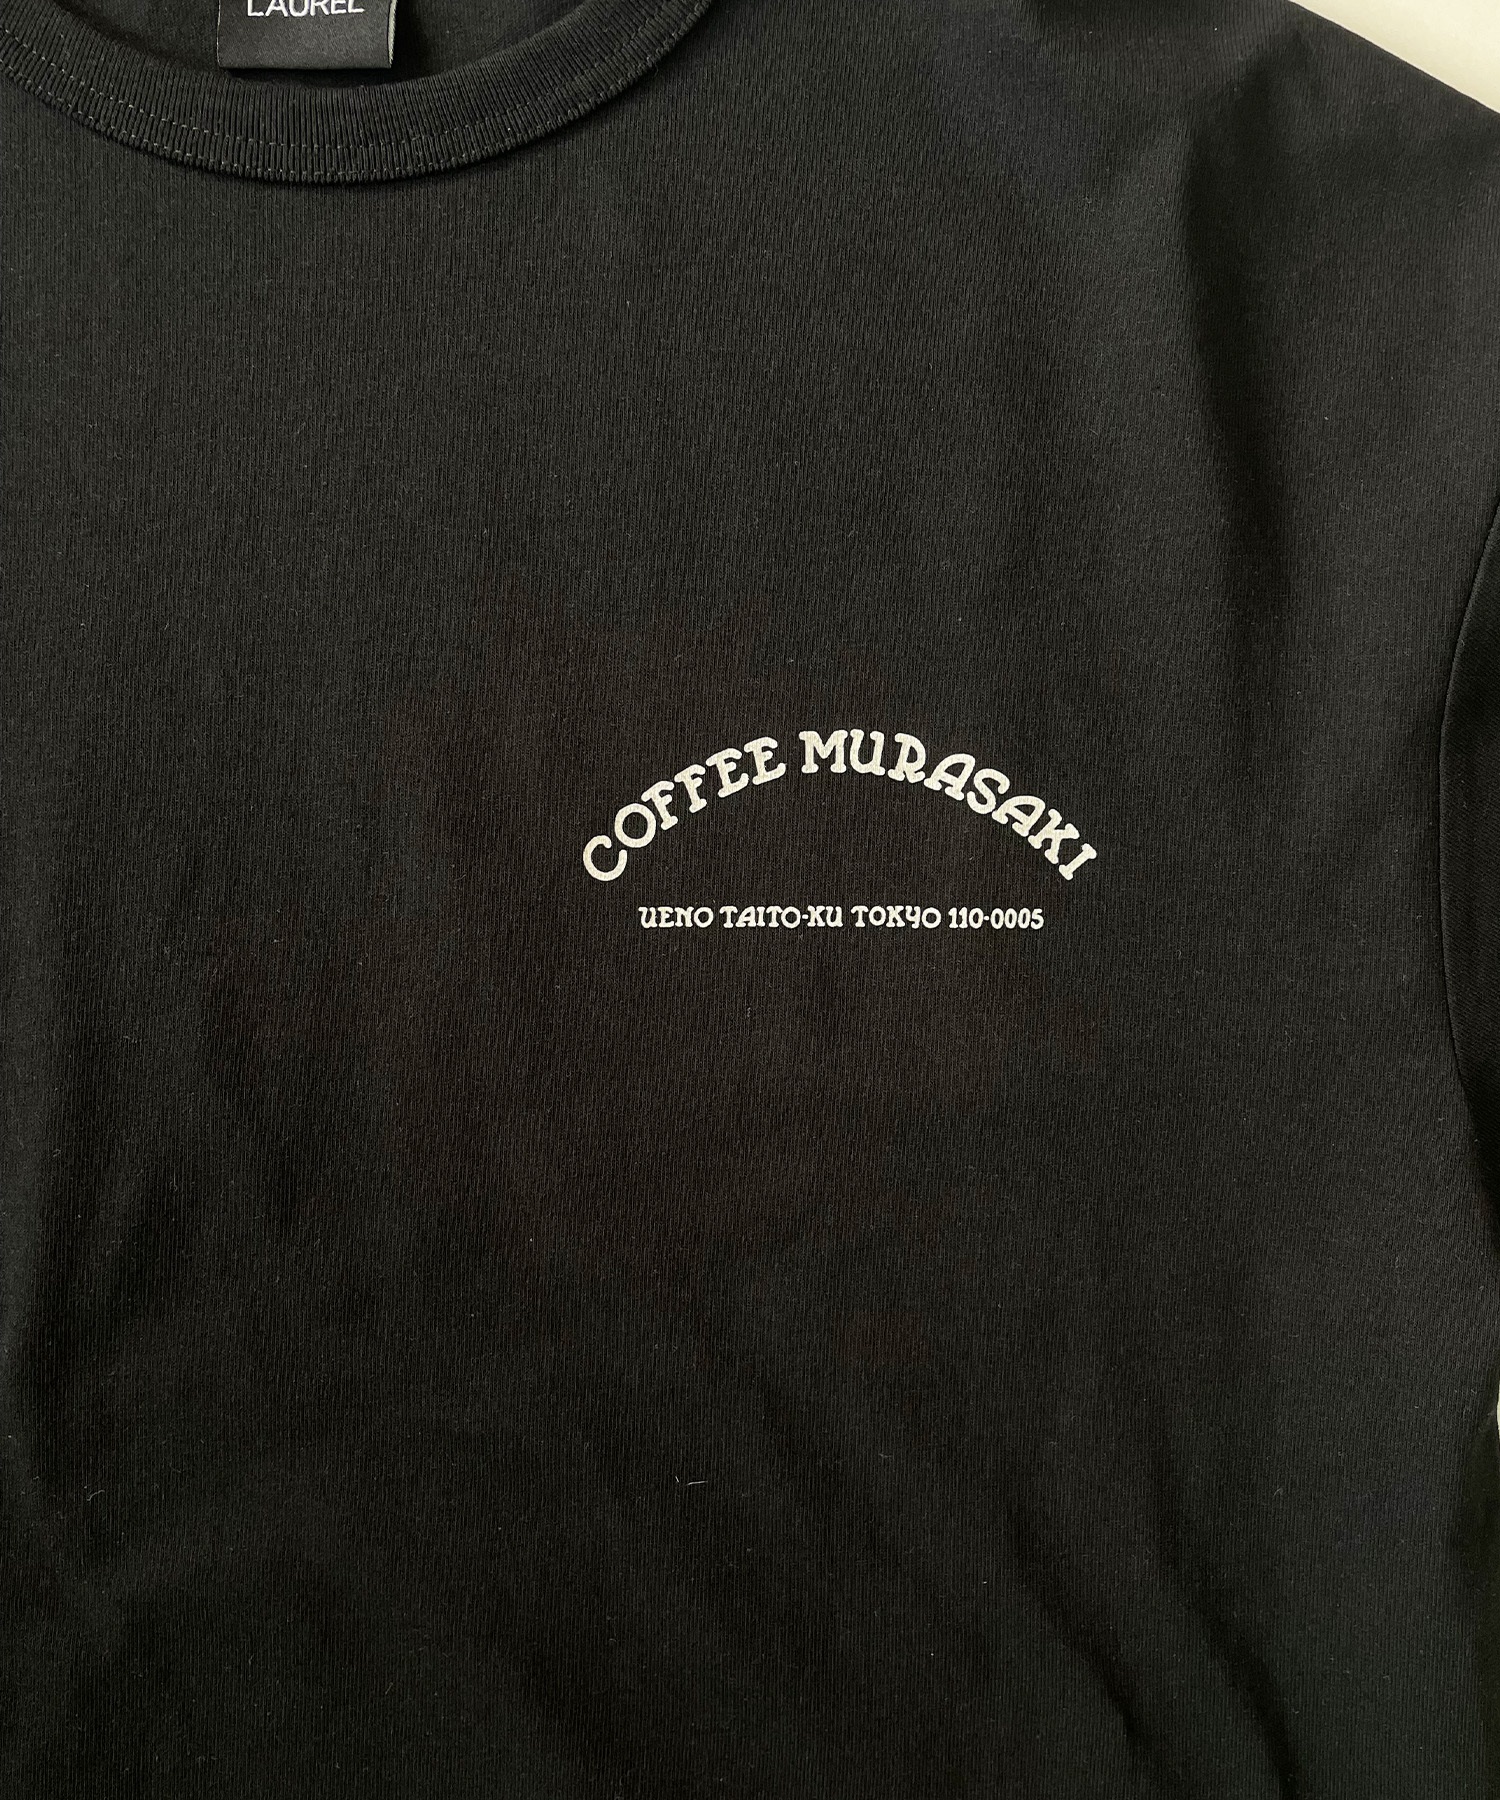 LAUREL
COFFEE MURASAKI
UENO TAITO-KU TOKYO 110-0005